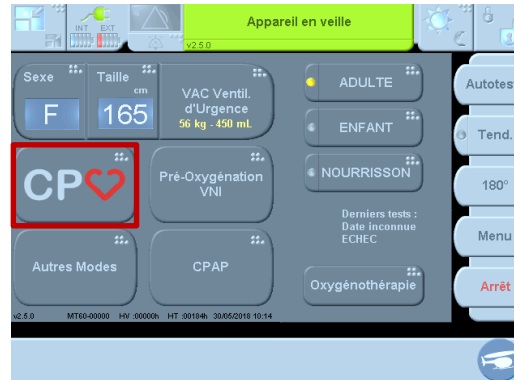 INT EXT
Appareil en veille
v2.5.0
Sexe
Taille
cm
F
165
VAC Ventil.
d'Urgence
56 kg - 450 mL
ADULTE
ENFANT
NOURRISSON
CP
Pré-Oxygénation
VNI
Derniers tests :
Date inconnue
ECHEC
Autres Modes
CPAP
Oxygénothérapie
v2.5.0 MT60-00000 HV :00000h HT :00184h 30/05/2018 10:14
Tend.
180°
Menu
Arrêt